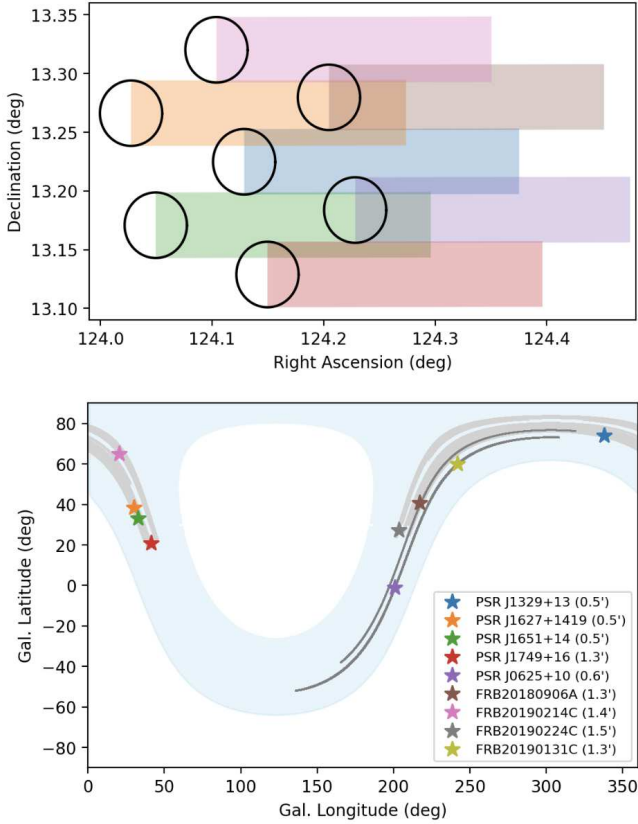 13.35
13.30
13.25
13.20
13.15
13.10
Declination (deg)
124.0 124.1 124.2 124.3 124.4
Right Ascension (deg)
80
60
40
20
0
−20
−40
−60
−80
Gal. Latitude (deg)
PSR J1329+13 (0.5')
PSR J1627+1419 (0.5')
PSR J1651+14 (0.5')
PSR J1749+16 (1.3')
PSR J0625+10 (0.6')
FRB20180906A (1.3')
FRB20190214C (1.4')
FRB20190224C (1.5')
FRB20190131C (1.3')
0 50 100 150 200 250 300 350
Gal. Longitude (deg)